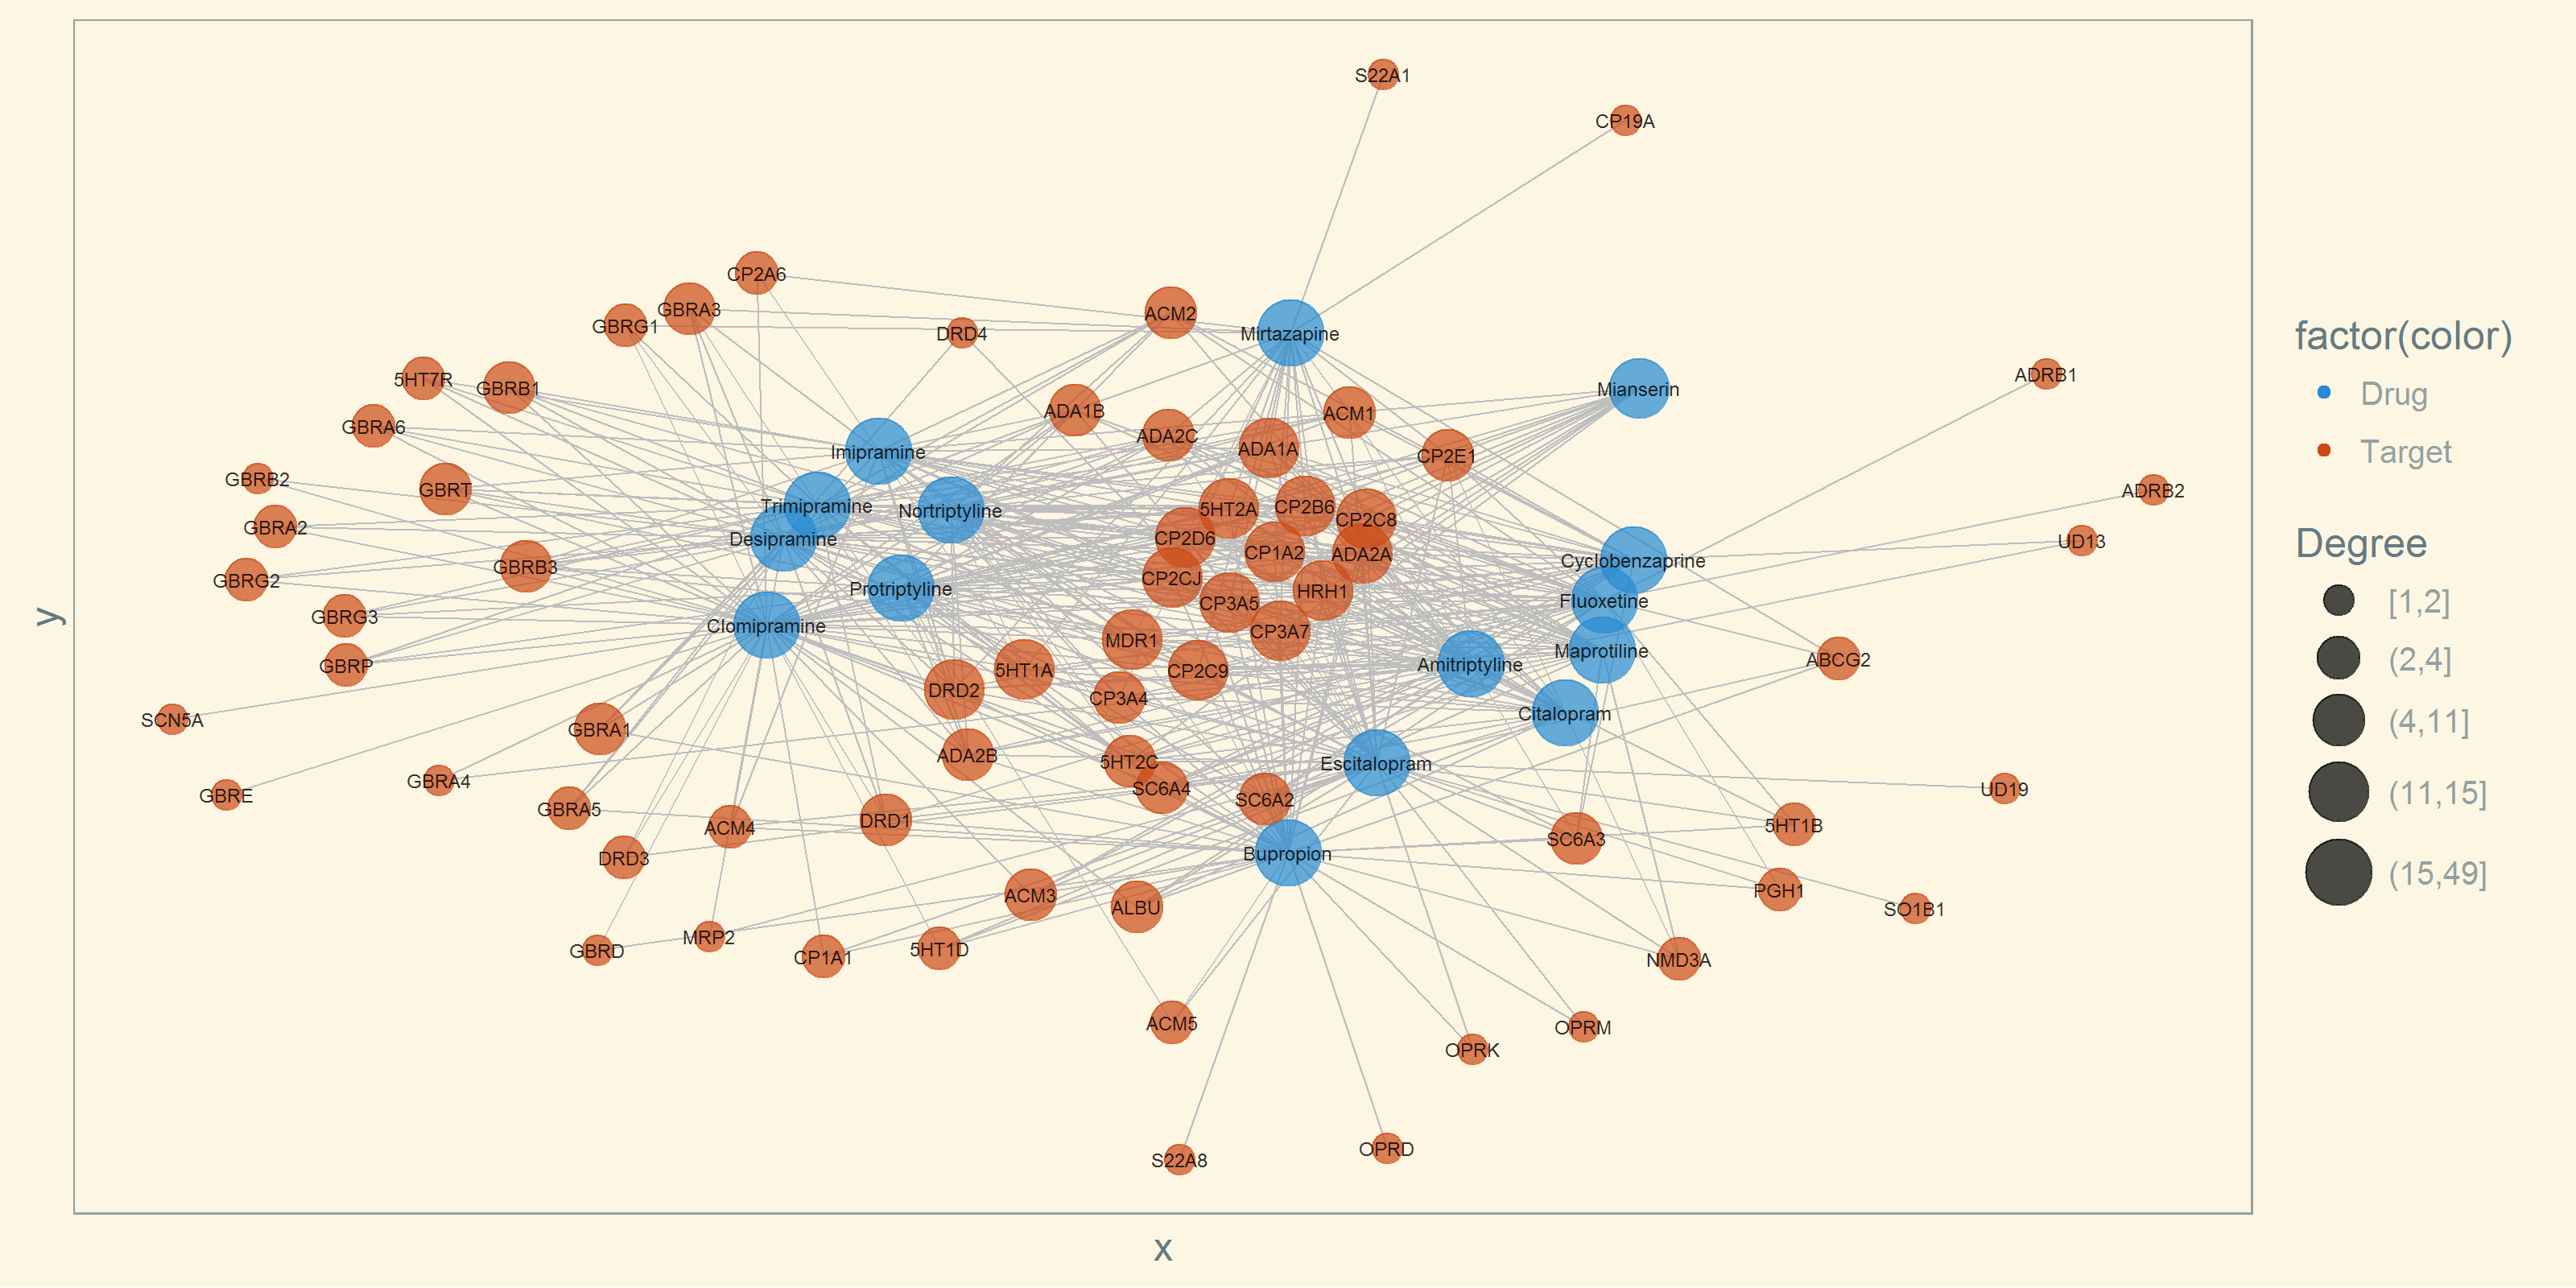 S22A1
CP19A
CP2A6
GBRA3
GBRG1
ACM2
DRD4
Mirtazapine
ADRB1
5HT7R
GBRB1
Mianserin
ADA1B
ACM1
GBRA6
ADA2C
ADA1A
Imipramine
CP2E1
GBRB2
GBRT
ADRB2
Trimipramine
Nortriptyline
5HT2A
CP2B6
CP2C8
GBRA2
Desipramine
CP2D6
CP1A2
ADA2A
UD13
GBRB3
Cyclobenzaprine
GBRG2
CP2CJ
Protriptyline
HRH1
Fluoxetine
CP3A5
GBRG3
Clomipramine
CP3A7
MDR1
Maprotiline
GBRP
5HT1A
CP2C9
Amitriptyline
ABCG2
DRD2
CP3A4
SCN5A
Citalopram
GBRA1
ADA2B
5HT2C
Escitalopram
GBRA4
SC6A4
UD19
GBRE
SC6A2
GBRA5
ACM4
DRD1
5HT1B
SC6A3
DRD3
Bupropion
ACM3
PGH1
ALBU
SO1B1
MRP2
GBRD
CP1A1
5HT1D
NMD3A
ACM5
OPRM
OPRK
OPRD
S22A8
x
y
factor(color)
Drug
Target
Degree
[1,2]
(2,4]
(4,11]
(11,15]
(15,49]